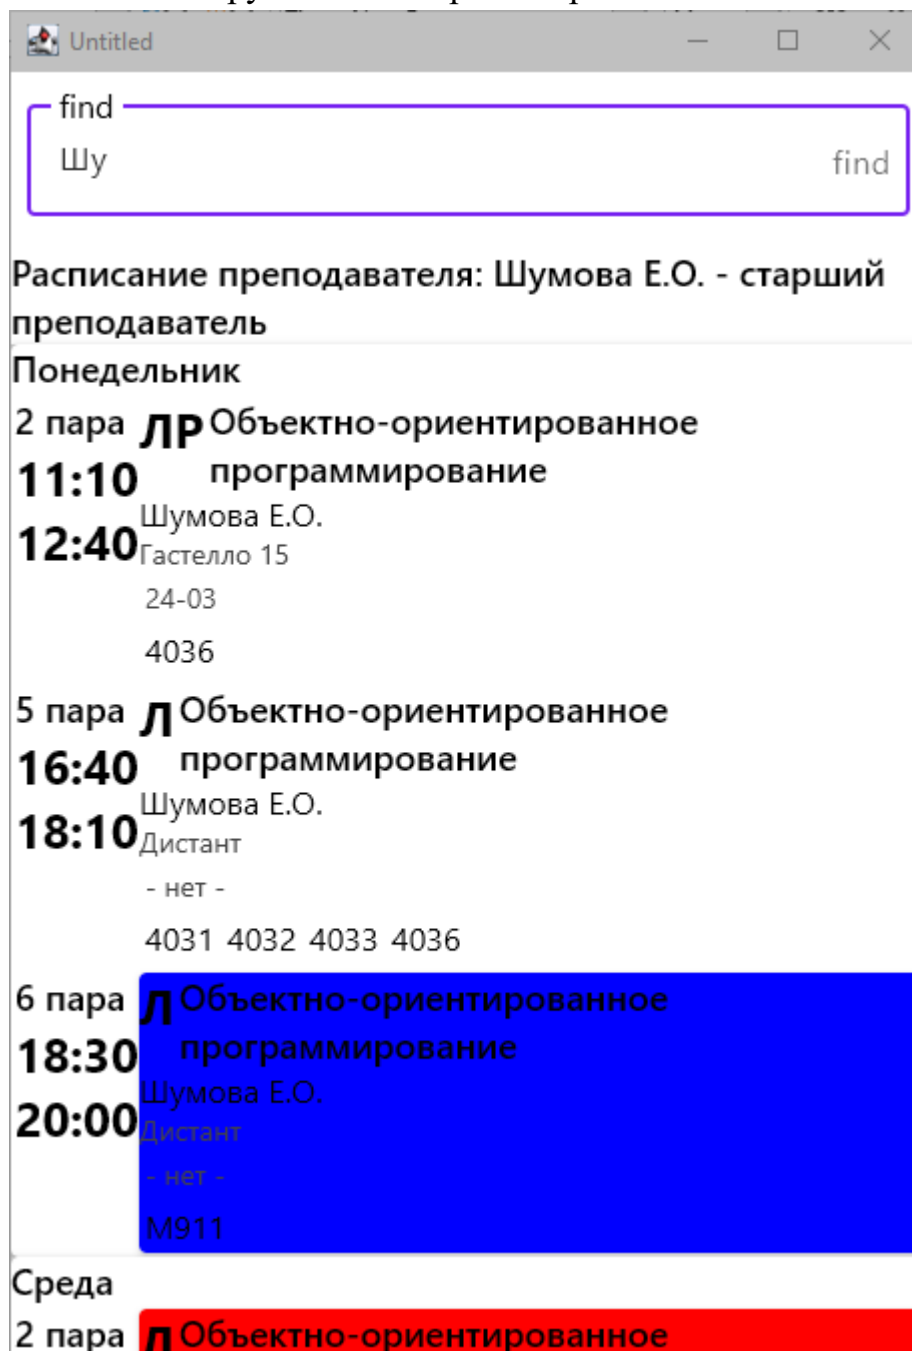 Untitled
find
Шу find
Расписание преподавателя: Шумова Е.О. - старший
преподаватель
Понедельник
2 пара ЛР Объектно-ориентированное
программирование
11:10
12:40
Шумова Е.О.
Гастелло 15
24-03
4036
5 пара Л Объектно-ориентированное
программирование
16:40
18:10
Шумова Е.О.
Дистант
- нет -
4031 4032 4033 4036
6 пара Л Объектно-ориентированное
программирование
18:30
20:00
Шумова Е.О.
Дистант
- нет -
М911
Среда
2 пара Л Объектно-ориентированное